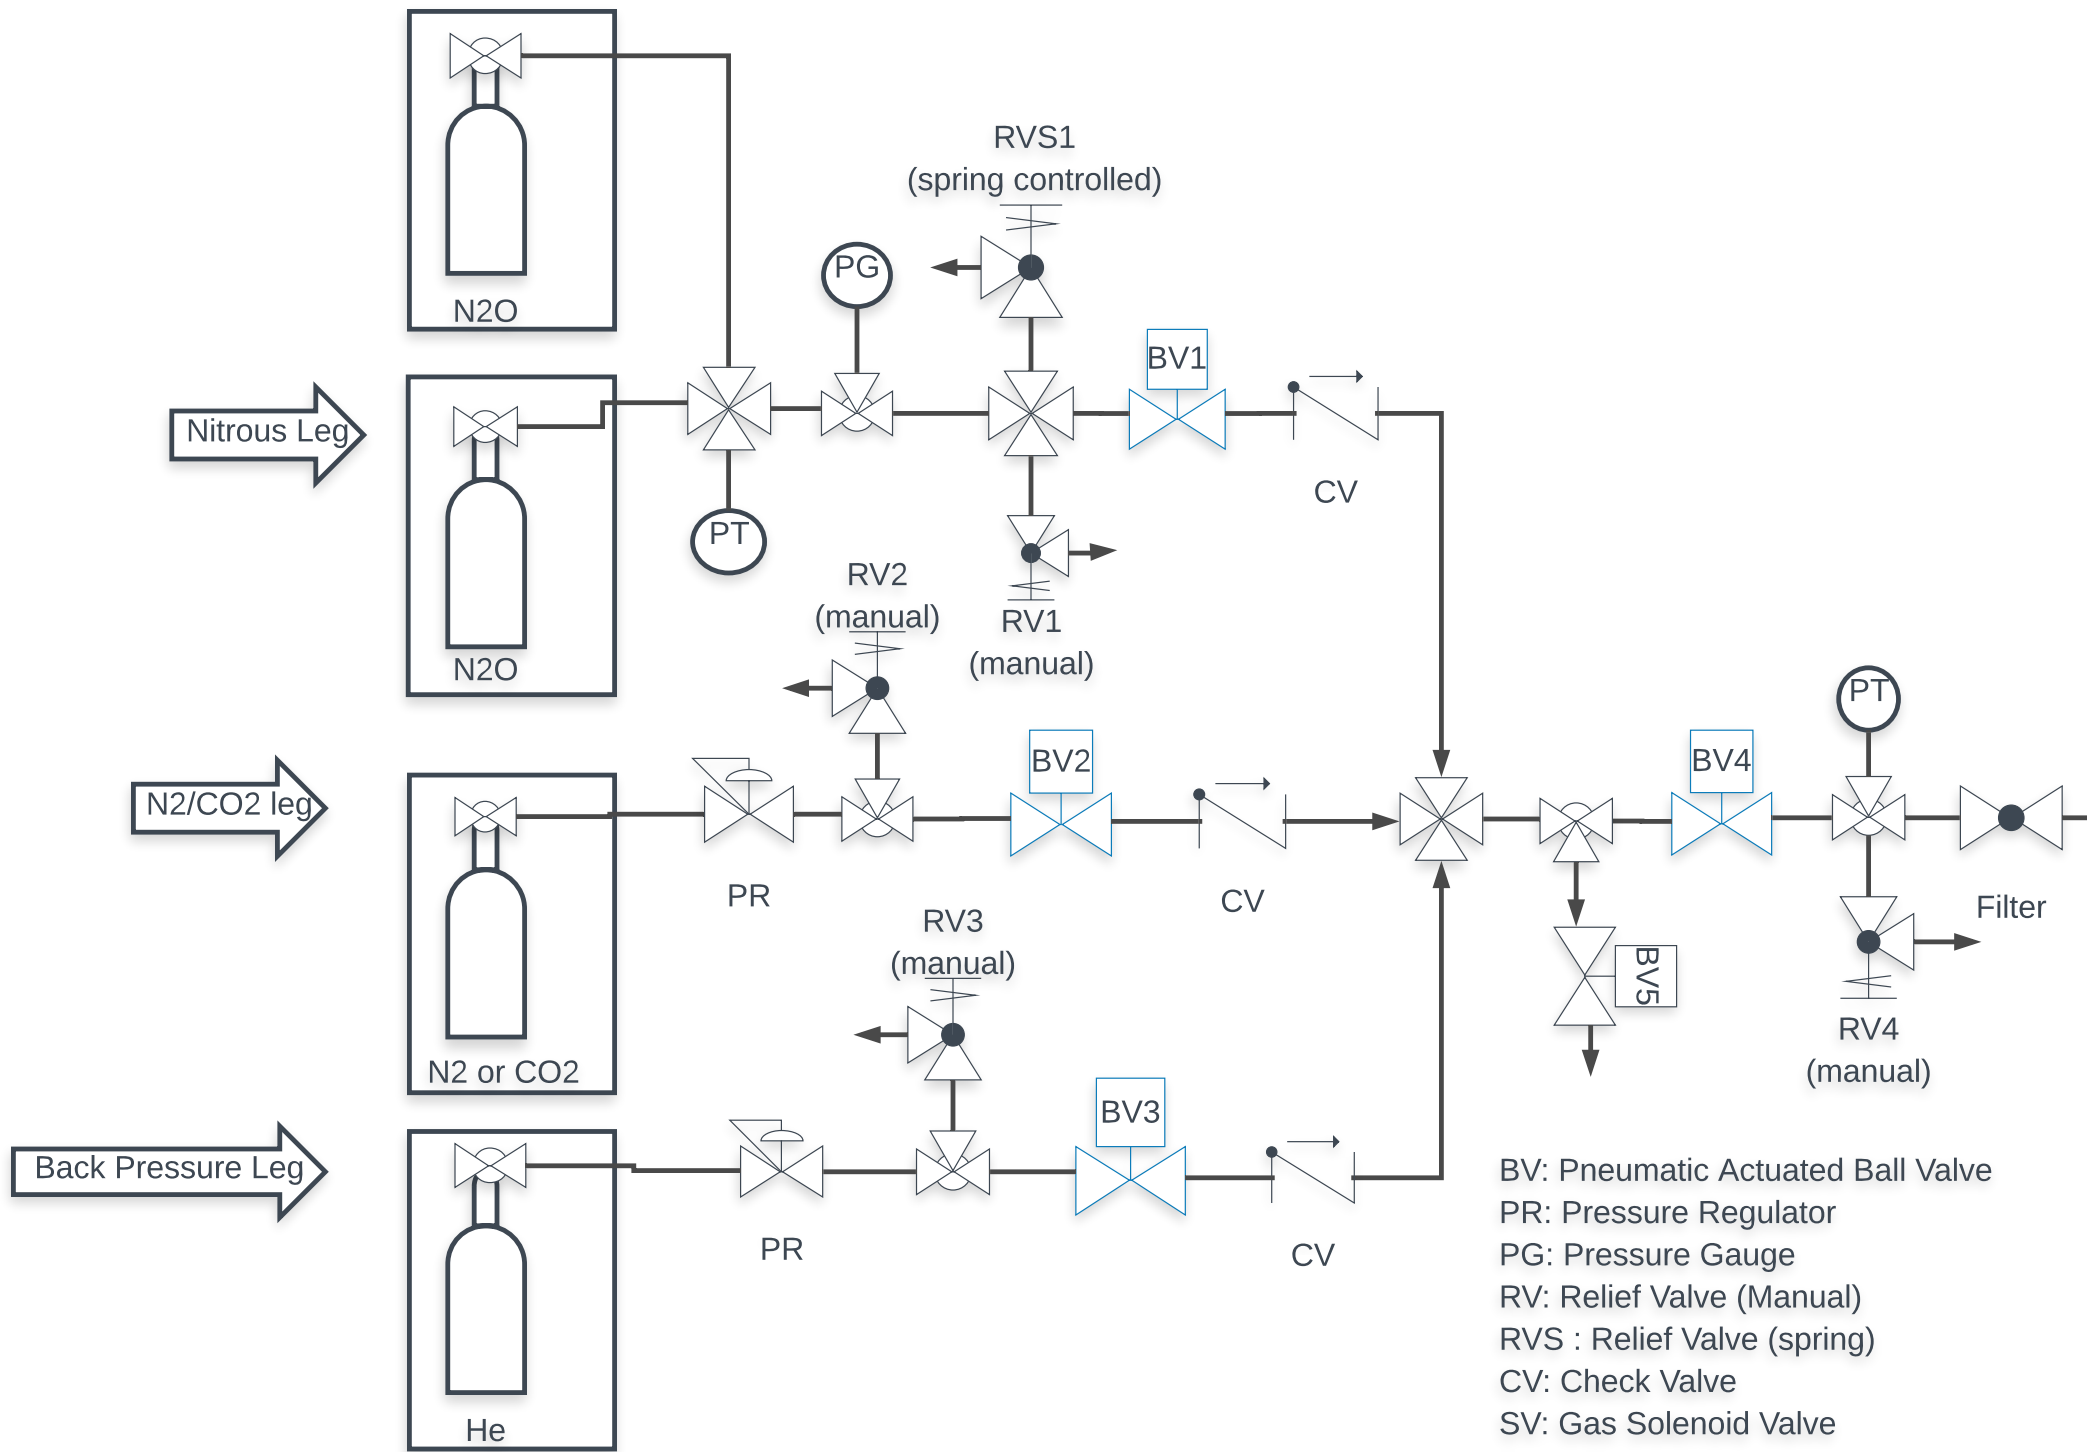 RVS1
(spring controlled)
PG
N2O
BV1
Nitrous Leg
CV
PT
RV2
(manual)
RV1
(manual)
N2O
PT
BV2
BV4
N2/CO2 leg
PR
CV
Filter
RV3
(manual)
BV5
RV4
(manual)
N2 or CO2
BV3
Back Pressure Leg
PR
CV
He
BV: Pneumatic Actuated Ball Valve
PR: Pressure Regulator
PG: Pressure Gauge
RV: Relief Valve (Manual)
RVS : Relief Valve (spring)
CV: Check Valve
SV: Gas Solenoid Valve